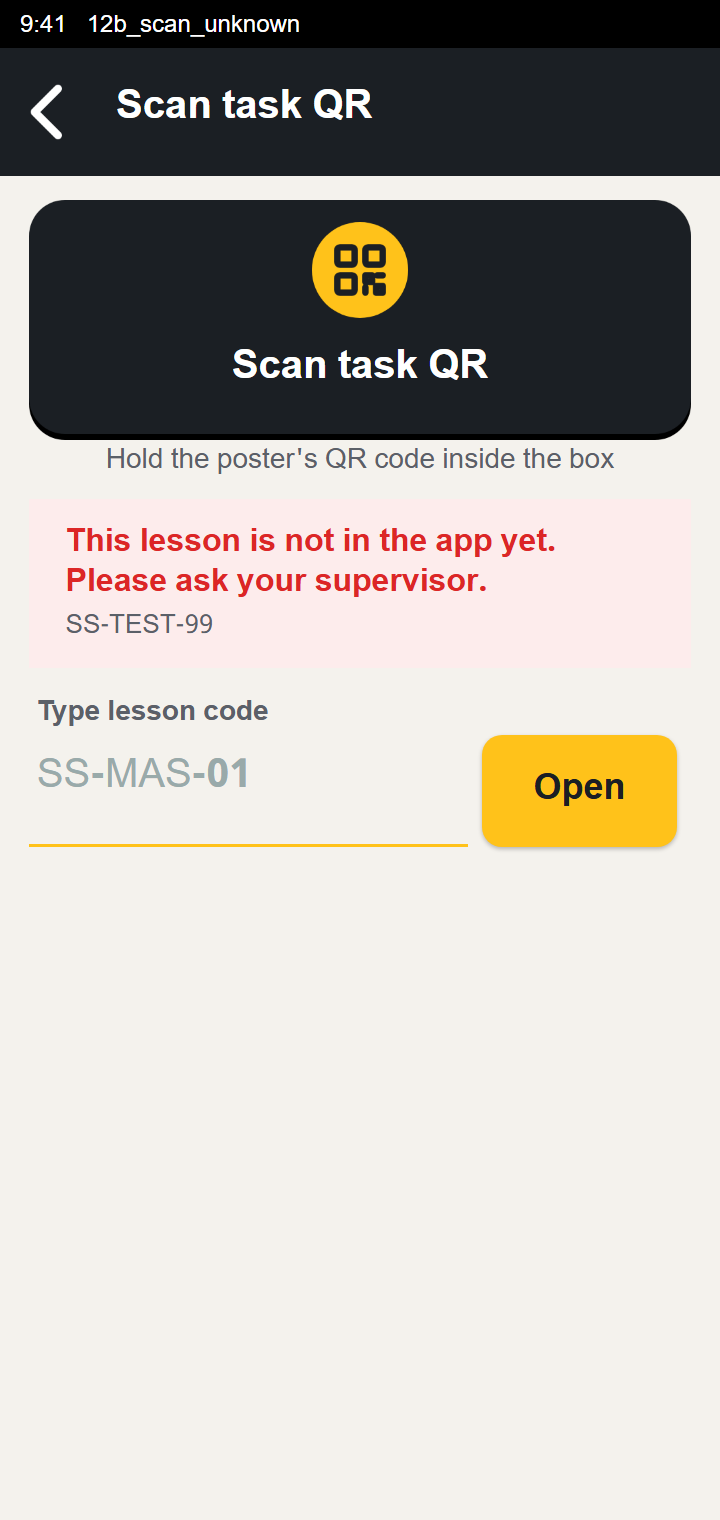 9:41 12b_scan_unknown
Scan task QR
Scan task QR
Hold the poster's QR code inside the box
This lesson is not in the app yet.
Please ask your supervisor.
SS-TEST-99
Type lesson code
SS-MAS-01
Open